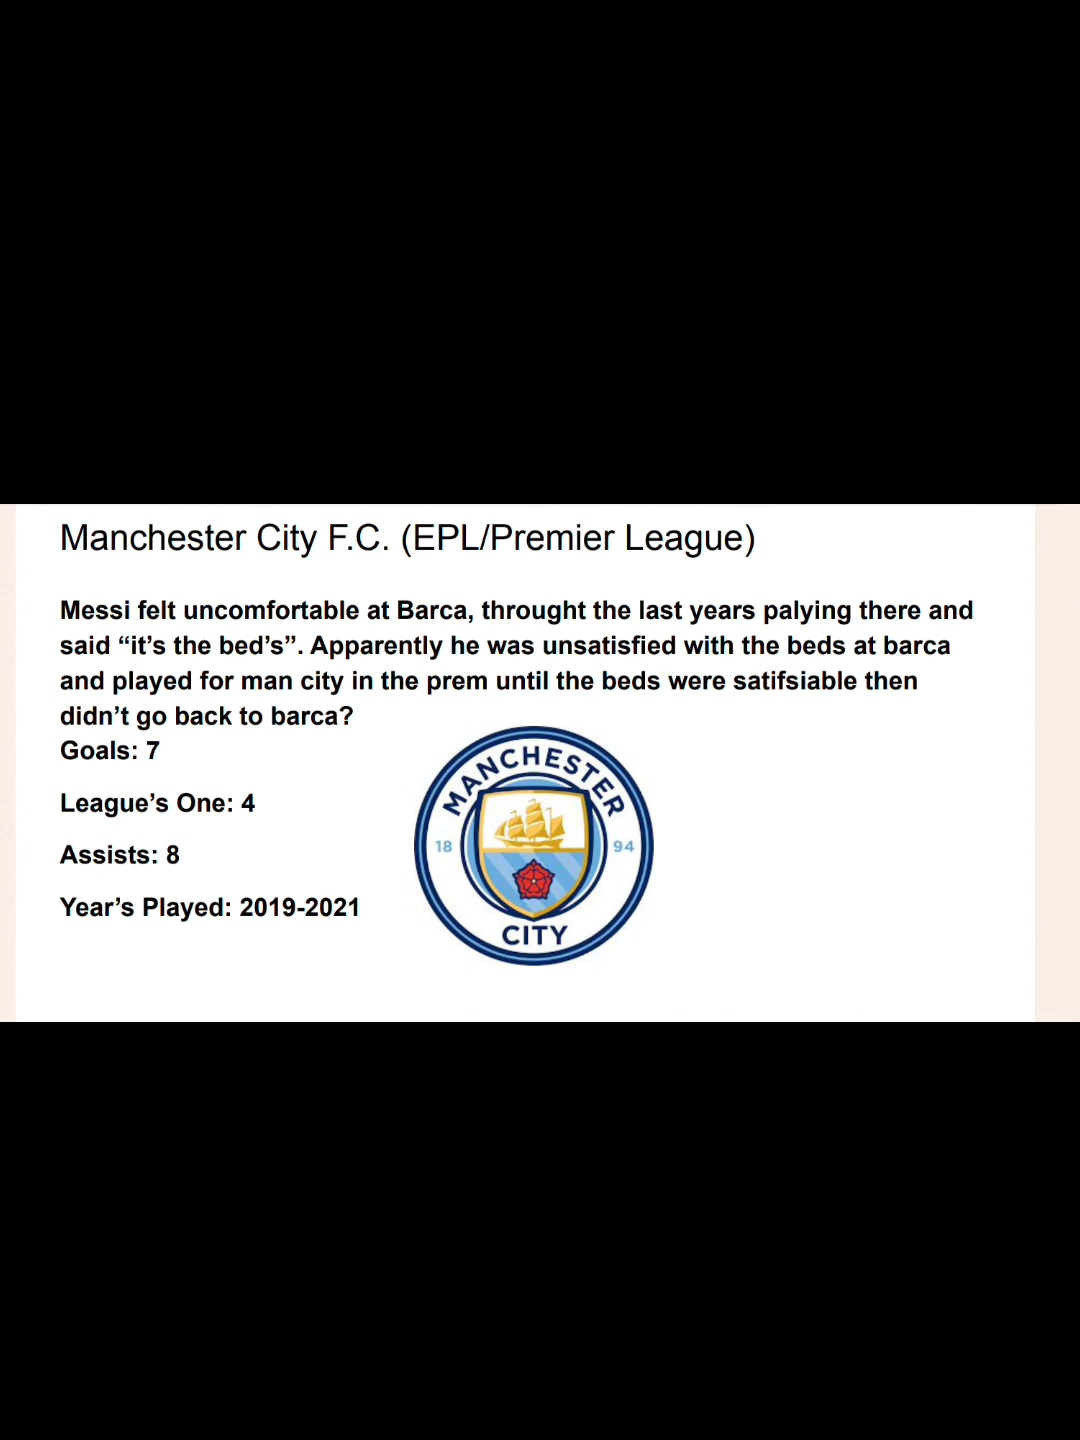 Manchester City F.C. (EPL/Premier League)
Messi felt uncomfortable at Barca, throught the last years palying there and
said “it’s the bed’s”. Apparently he was unsatisfied with the beds at barca
and played for man city in the prem until the beds were satifsiable then
didn’t go back to barca?
Goals: 7
League’s One: 4
Assists: 8
Year’s Played: 2019-2021
MANCHESTER
18 94
CITY